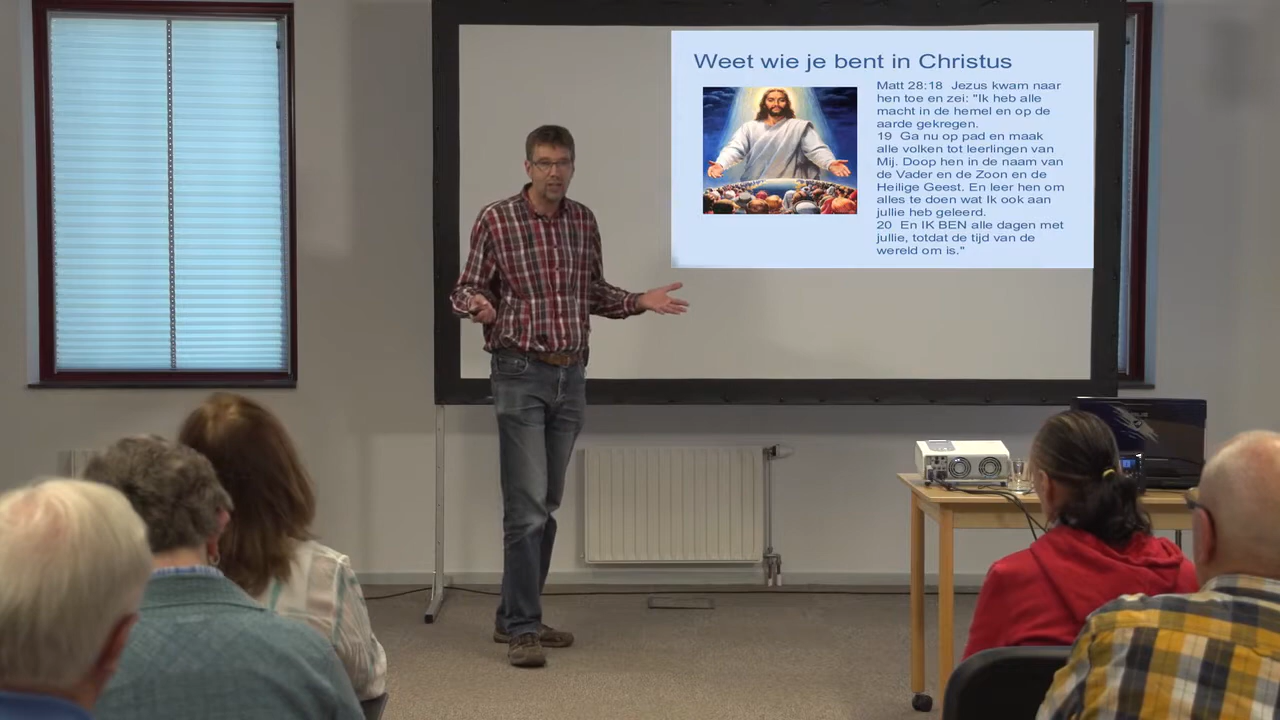 Weet wie je bent in Christus
Matt 28:18 Jezus kwam naar
hen toe en zei: "Ik heb alle
macht in de hemel en op de
aarde gekregen.
19 Ga nu op pad en maak
alle volken tot leerlingen van
Mij. Doop hen in de naam van
de Vader en de Zoon en de
Heilige Geest. En leer hen om
alles te doen wat Ik ook aan
jullie heb geleerd.
20 En IK BEN alle dagen met
jullie, totdat de tijd van de
wereld om is."